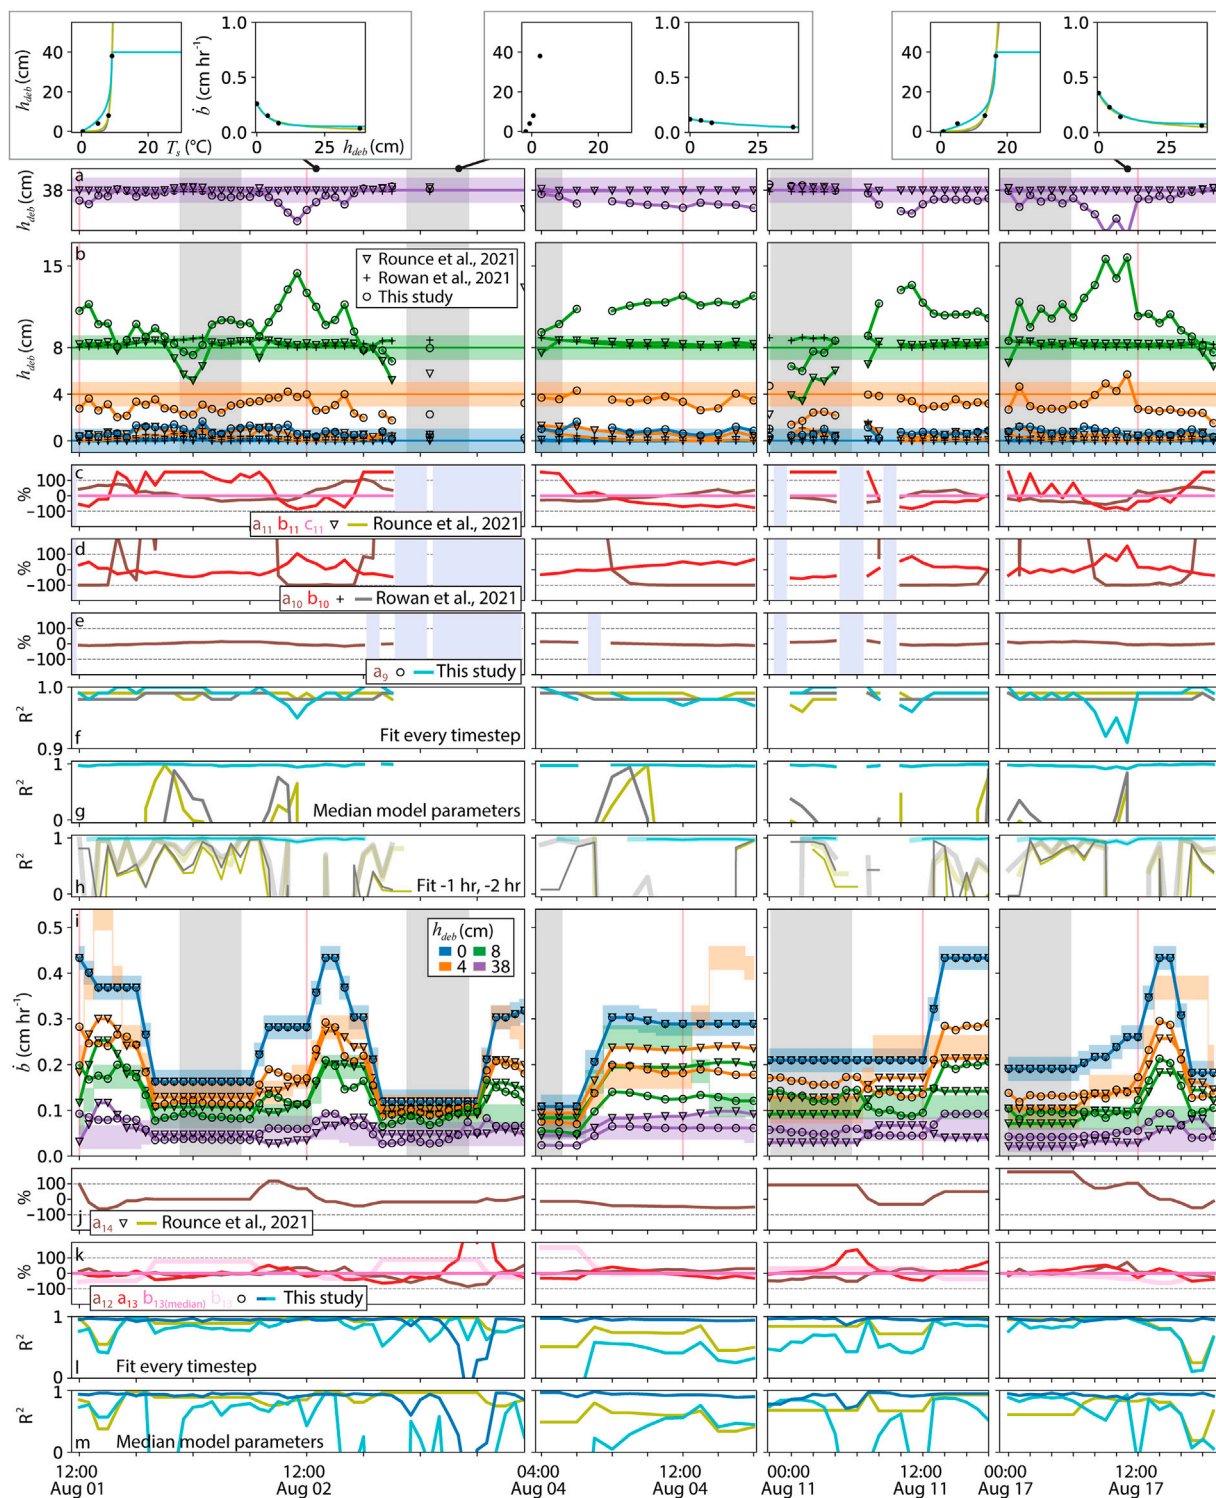 1.0
1.0
1.0
40
40
40
h_deb (cm)
ḃ (cm hr⁻¹)
20
0.5
20
0.5
20
0.5
0
0.0
0
0.0
0
0.0
0
20
T_s (°C)
0
25
h_deb (cm)
0
20
0
25
0
20
0
25
a
h_deb (cm)
38
b
h_deb (cm)
15
8
4
0
Rounce et al., 2021
Rowan et al., 2021
This study
c
%
100
0
−100
a₁₁ b₁₁ c₁₁ Rounce et al., 2021
d
%
100
0
−100
a₁₀ b₁₀ Rowan et al., 2021
e
%
100
0
−100
a₉ This study
f
R²
1.0
0.9
Fit every timestep
g
R²
1
0
Median model parameters
h
R²
1
0
Fit -1 hr, -2 hr
i
ḃ (cm hr⁻¹)
0.5
0.4
0.3
0.2
0.1
0.0
h_deb (cm)
0 8
4 38
j
%
100
0
−100
a₁₄ Rounce et al., 2021
k
%
100
0
−100
a₁₂ a₁₃ b₁₃(median) b₁₃ This study
l
R²
1
0
Fit every timestep
m
R²
1
0
Median model parameters
12:00
Aug 01
12:00
Aug 02
04:00
Aug 04
12:00
Aug 04
00:00
Aug 11
12:00
Aug 11
00:00
Aug 17
12:00
Aug 17